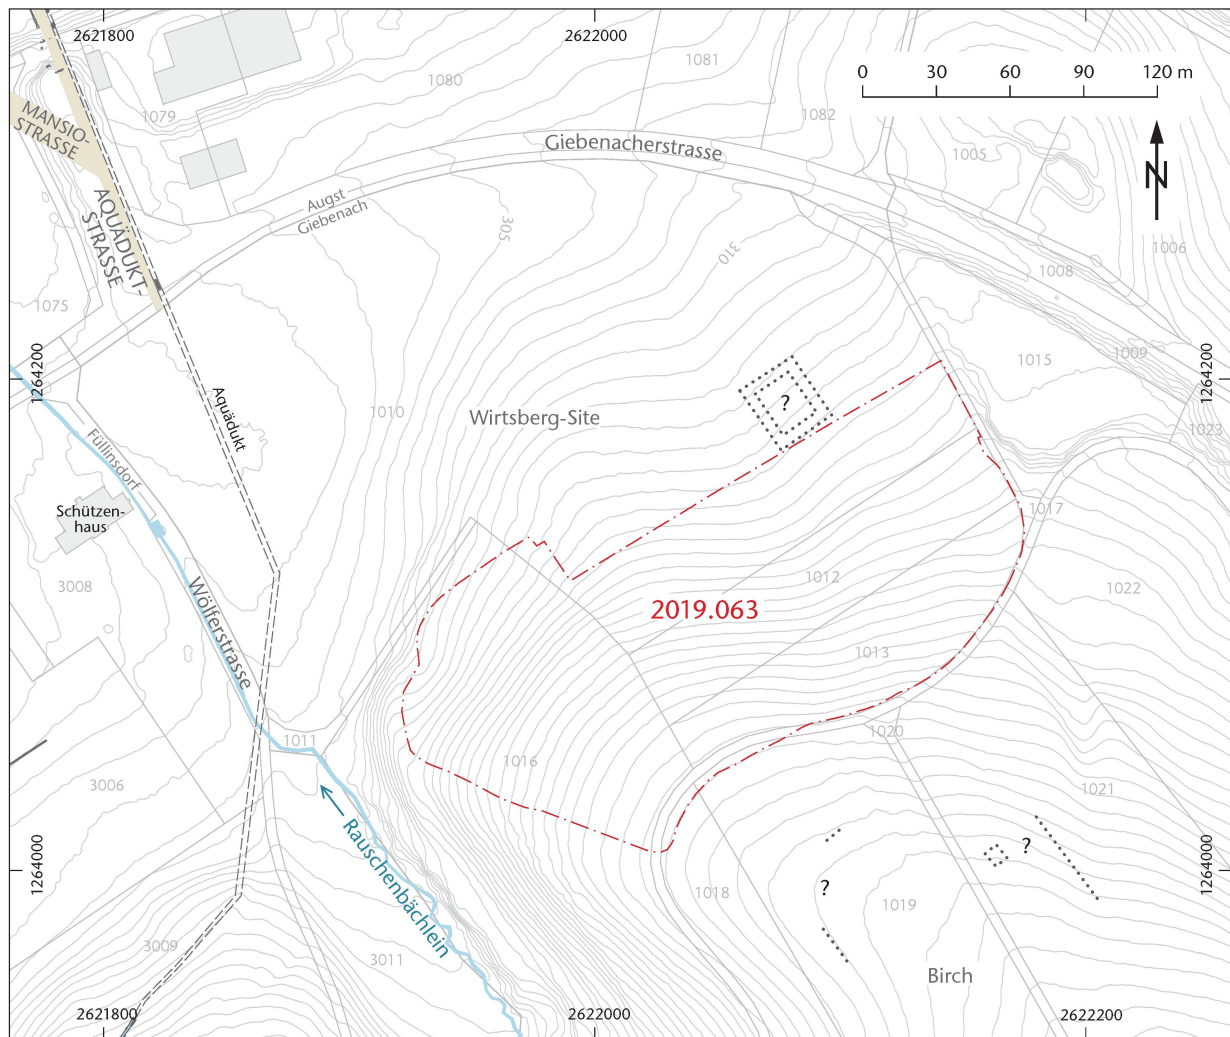 2621800
2622000
0 30 60 90 120 m
N
1079
1080
1081
1082
1005
1006
MANSIO-
STRASSE
Giebenacherstrasse
AQUÄDUKT-
STRASSE
Augst
Giebenach
305
310
1008
1075
1009
1264200
1264200
1015
1010
Aquädukt
Wirtsberg-Site
?
1023
Füllinsdorf
Schützen-
haus
1017
3008
Wölferstrasse
1012
1022
2019.063
1013
1011
1016
1020
3006
1021
Rauschenbächlein
1264000
1264000
?
?
1018
1019
3009
3011
Birch
2621800
2622000
2622200